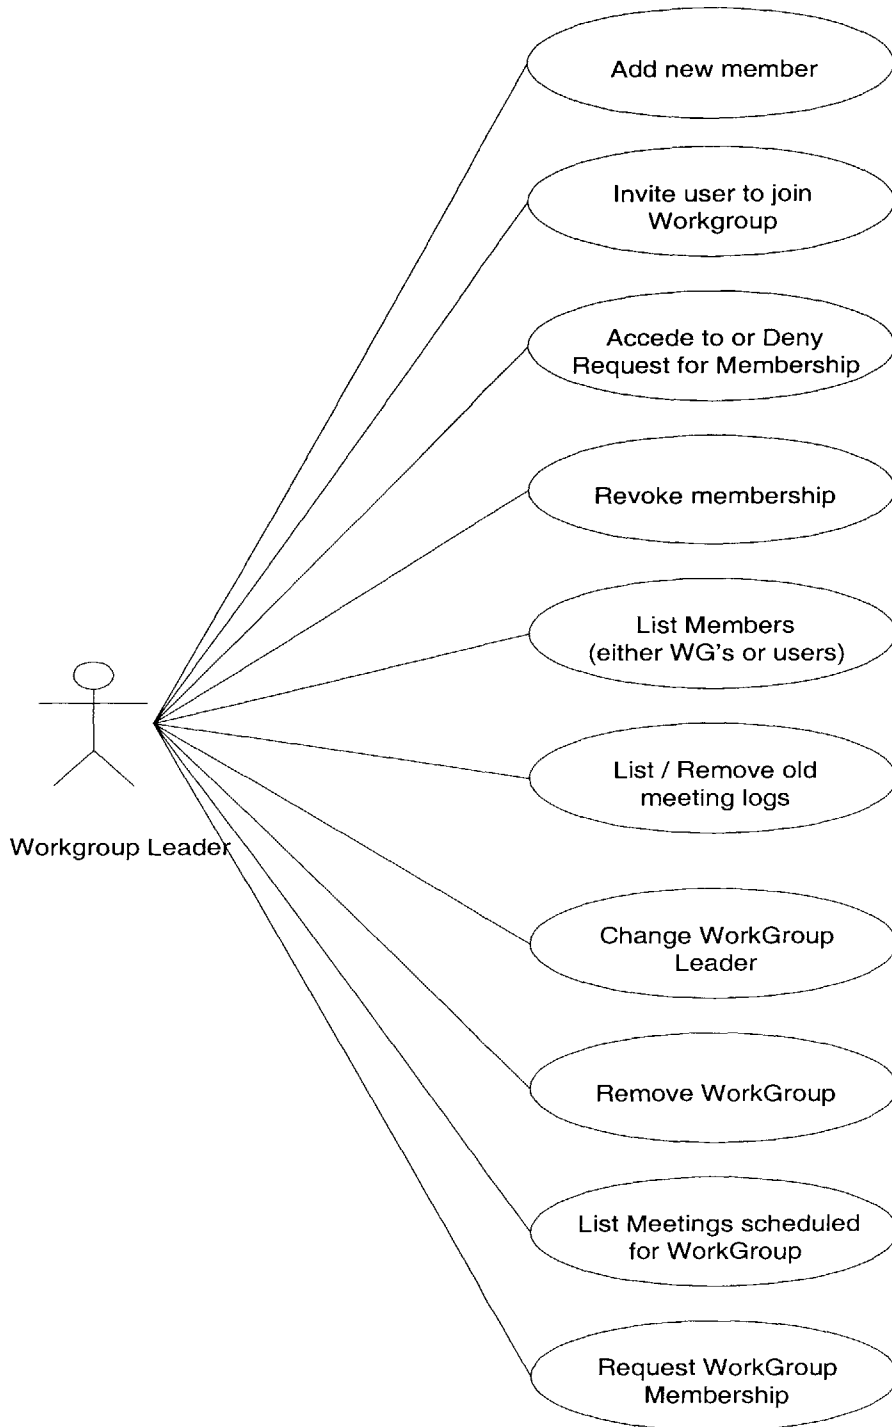 Add new member
Invite user to join
Workgroup
Accede to or Deny
Request for Membership
Revoke membership
List Members
(either WG's or users)
List / Remove old
meeting logs
Workgroup Leader
Change WorkGroup
Leader
Remove WorkGroup
List Meetings scheduled
for WorkGroup
Request WorkGroup
Membership